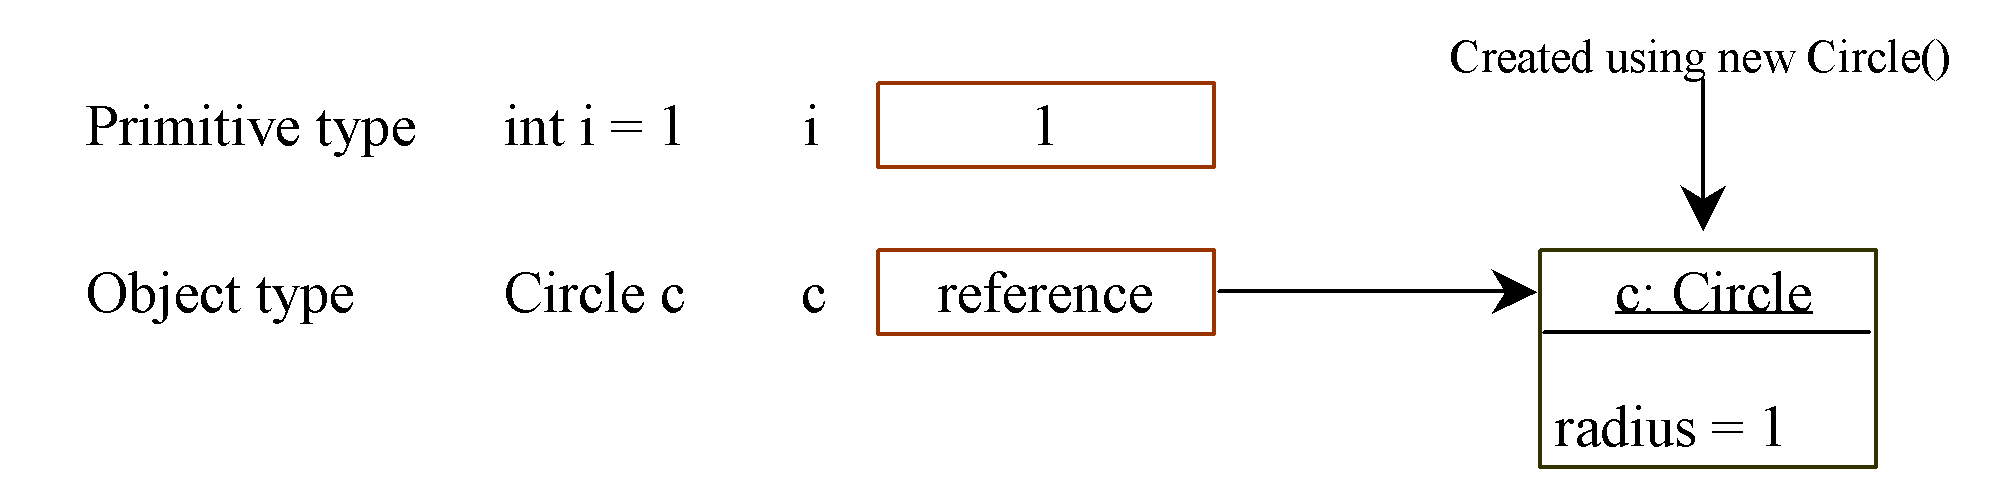 Created using new Circle()
Primitive type int i = 1 i 1
Object type Circle c c reference c: Circle
radius = 1